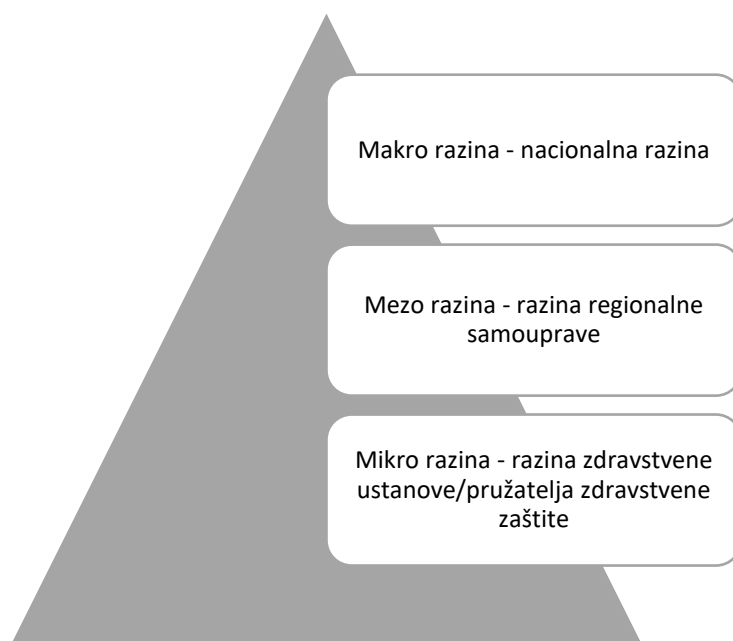 Makro razina - nacionalna razina
Mezo razina - razina regionalne
samouprave
Mikro razina - razina zdravstvene
ustanove/pružatelja zdravstvene
zaštite